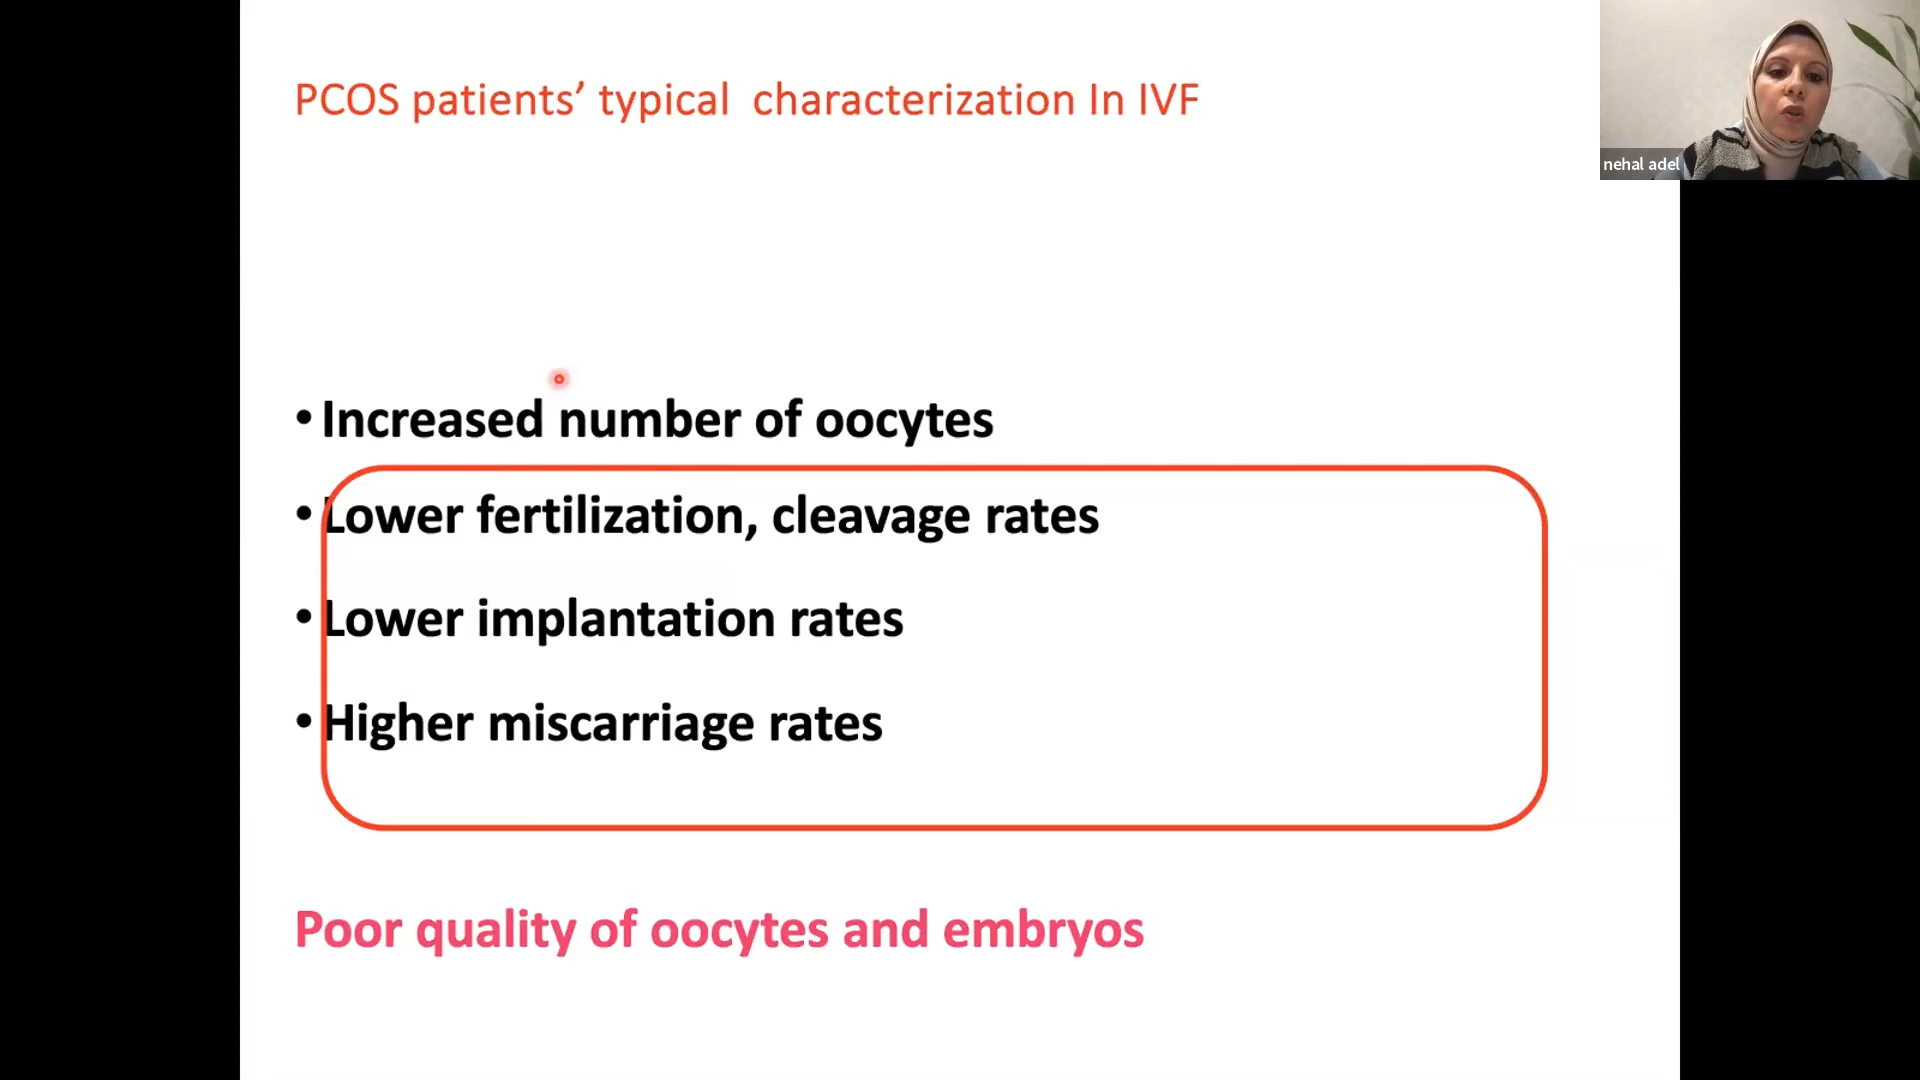 PCOS patients’ typical  characterization In IVF
nehal adel
• Increased number of oocytes
• Lower fertilization, cleavage rates
• Lower implantation rates
• Higher miscarriage rates
Poor quality of oocytes and embryos